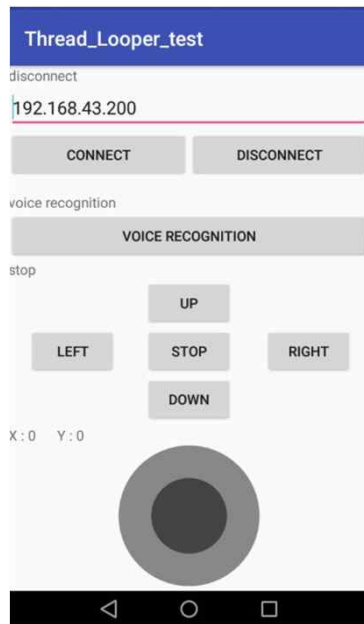 Thread_Looper_test
disconnect
192.168.43.200
CONNECT DISCONNECT
voice recognition
VOICE RECOGNITION
stop
UP
LEFT STOP RIGHT
DOWN
X : 0 Y : 0